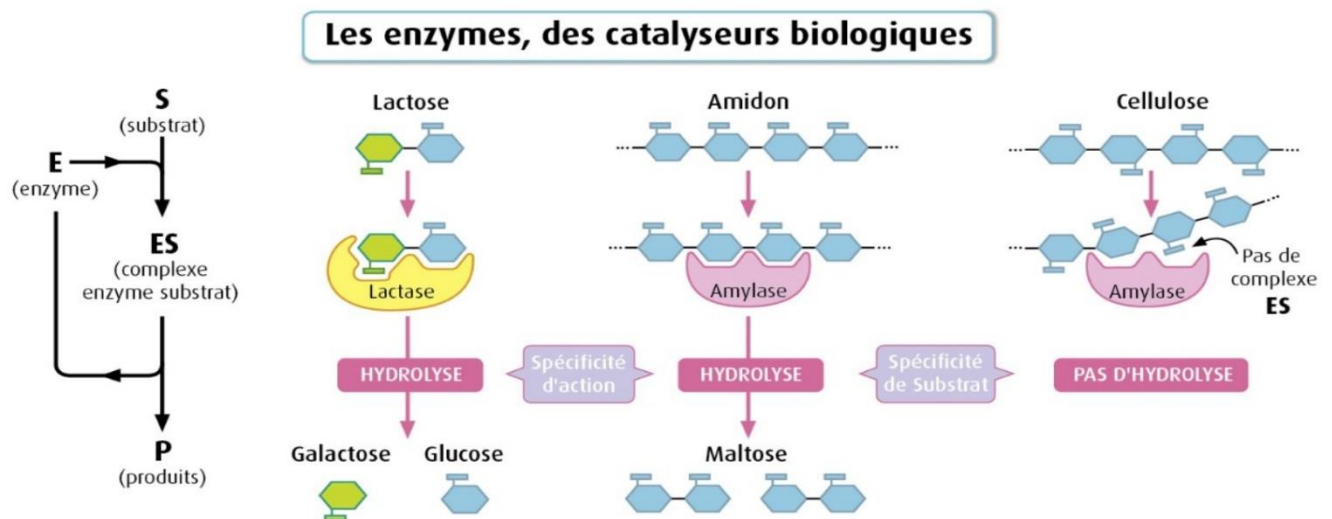 Les enzymes, des catalyseurs biologiques
S
(substrat)
E
(enzyme)
ES
(complexe
enzyme substrat)
P
(produits)
Lactose
Lactase
HYDROLYSE
Galactose
Glucose
Spécificité
d'action
Amidon
...
...
...
...
Amylase
HYDROLYSE
Maltose
Spécificité
de Substrat
Cellulose
...
...
...
...
Amylase
Pas de
complexe
ES
PAS D'HYDROLYSE